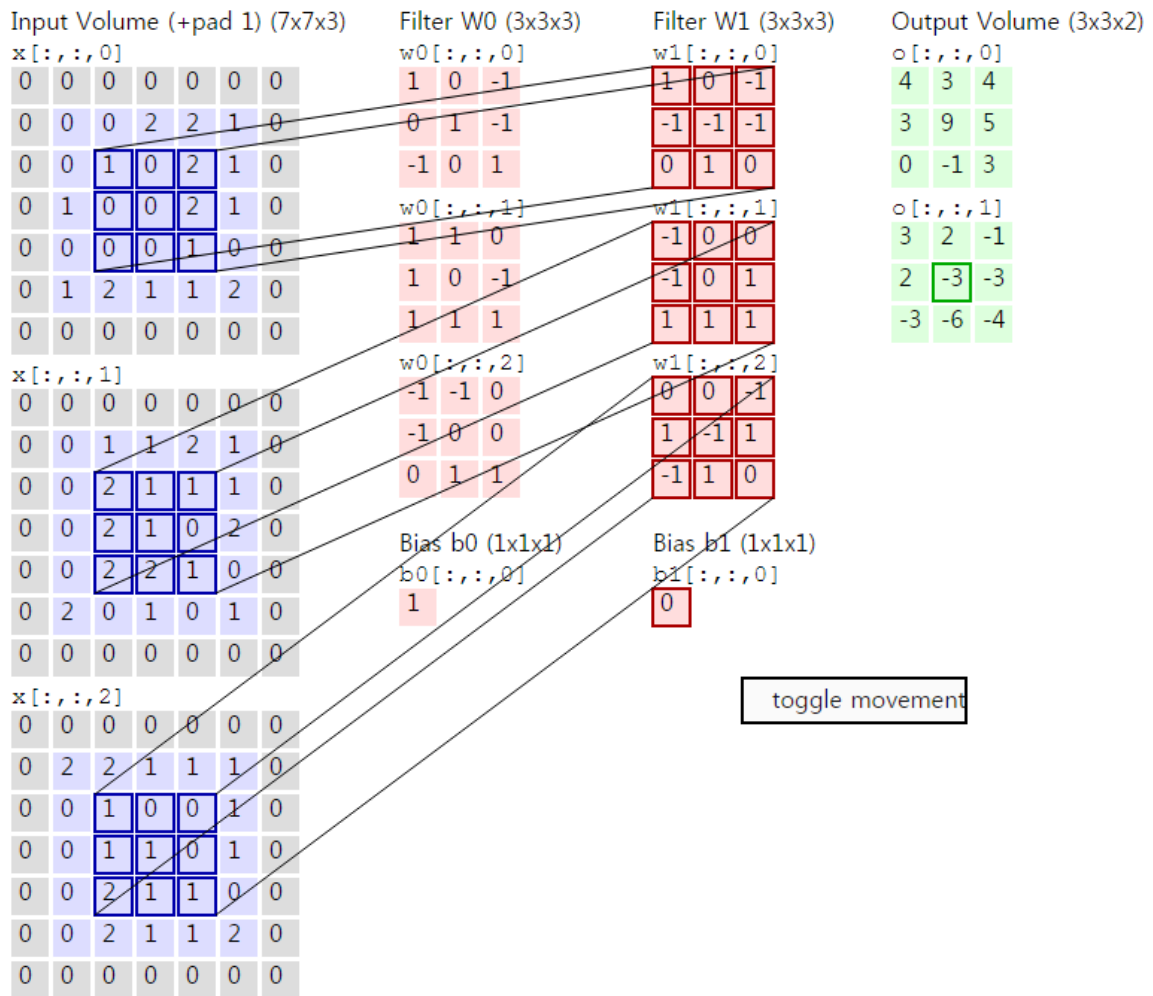 Input Volume (+pad 1) (7x7x3)
x[:,:,0]
0 0 0 0 0 0 0
0 0 0 2 2 1 0
0 0 1 0 2 1 0
0 1 0 0 2 1 0
0 0 0 0 1 0 0
0 1 2 1 1 2 0
0 0 0 0 0 0 0
x[:,:,1]
0 0 0 0 0 0 0
0 0 1 1 2 1 0
0 0 2 1 1 1 0
0 0 2 1 0 2 0
0 0 2 2 1 0 0
0 2 0 1 0 1 0
0 0 0 0 0 0 0
x[:,:,2]
0 0 0 0 0 0 0
0 2 2 1 1 1 0
0 0 1 0 0 1 0
0 0 1 1 0 1 0
0 0 2 1 1 0 0
0 0 2 1 1 2 0
0 0 0 0 0 0 0
Filter W0 (3x3x3)
w0[:,:,0]
1 0 -1
0 1 -1
-1 0 1
w0[:,:,1]
1 1 0
1 0 -1
1 1 1
w0[:,:,2]
-1 -1 0
-1 0 0
0 1 1
Bias b0 (1x1x1)
b0[:,:,0]
1
Filter W1 (3x3x3)
w1[:,:,0]
1 0 -1
-1 -1 -1
0 1 0
w1[:,:,1]
-1 0 0
-1 0 1
1 1 1
w1[:,:,2]
0 0 -1
1 -1 1
-1 1 0
Bias b1 (1x1x1)
b1[:,:,0]
0
Output Volume (3x3x2)
o[:,:,0]
4 3 4
3 9 5
0 -1 3
o[:,:,1]
3 2 -1
2 -3 -3
-3 -6 -4
toggle movement